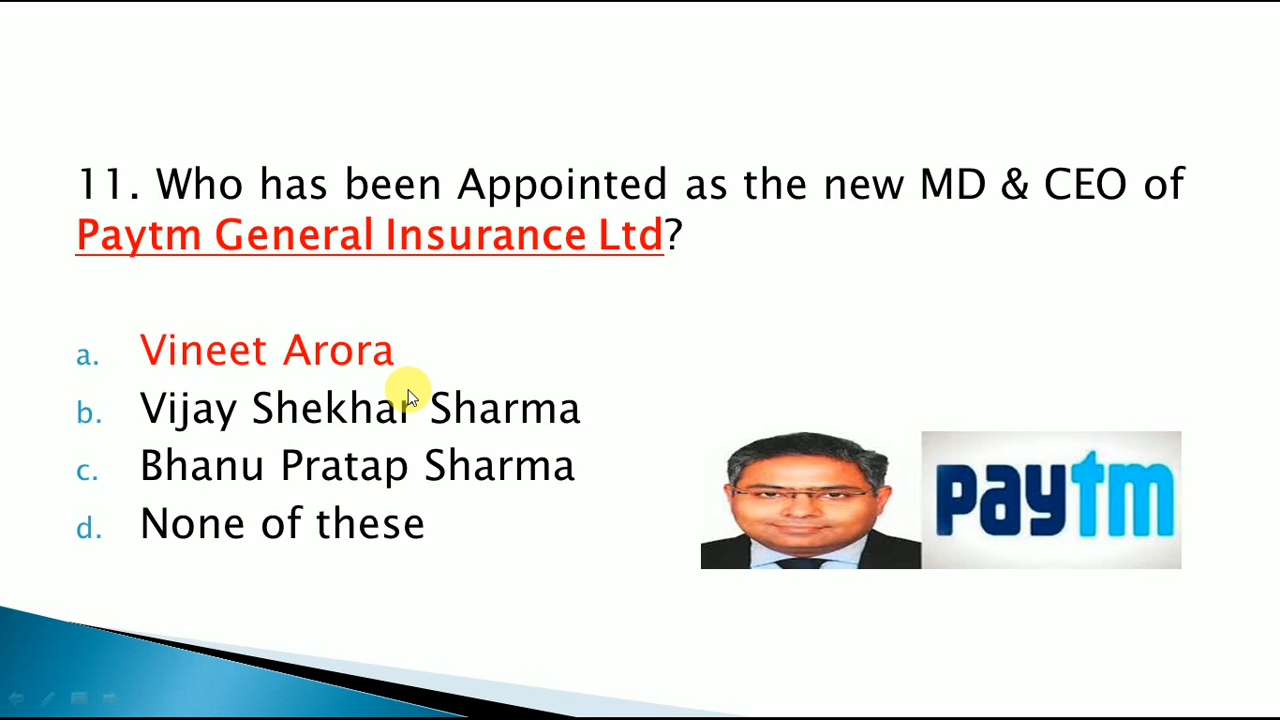 11. Who has been Appointed as the new MD & CEO of
Paytm General Insurance Ltd?
a. Vineet Arora
b. Vijay Shekhar Sharma
c. Bhanu Pratap Sharma
d. None of these
paytm